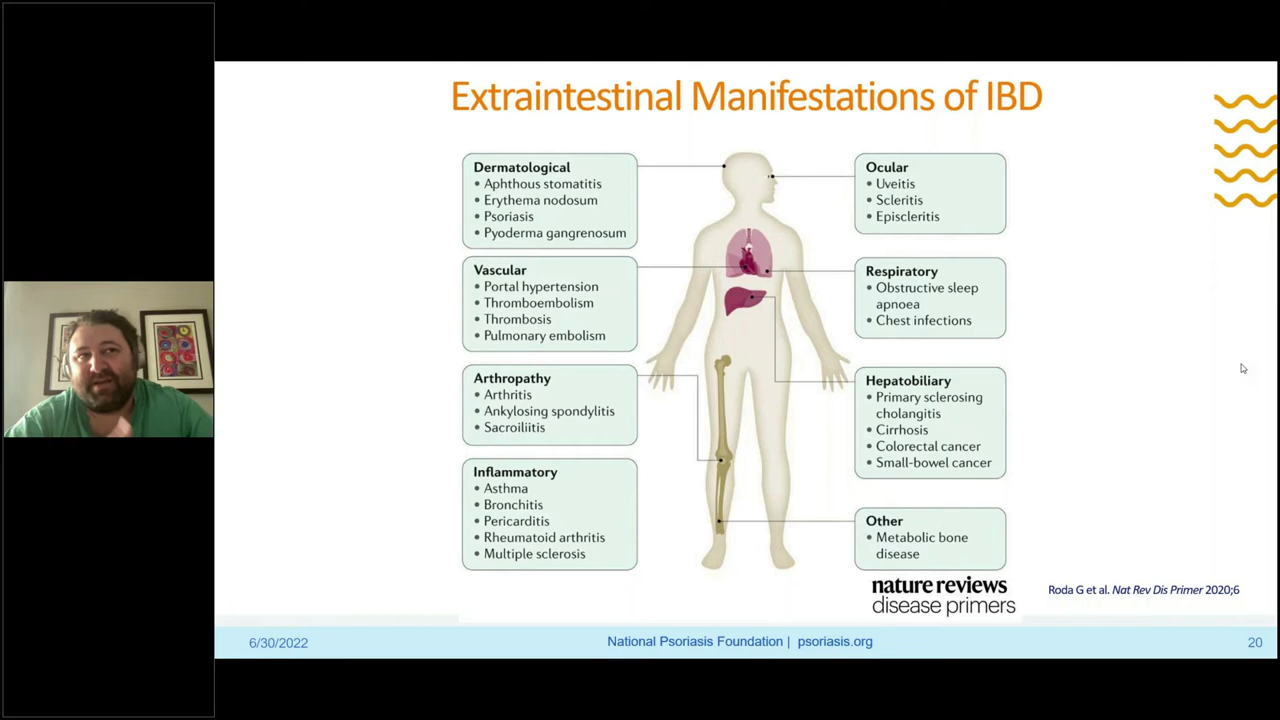 Extraintestinal Manifestations of IBD
Dermatological
• Aphthous stomatitis
• Erythema nodosum
• Psoriasis
• Pyoderma gangrenosum
Vascular
• Portal hypertension
• Thromboembolism
• Thrombosis
• Pulmonary embolism
Arthropathy
• Arthritis
• Ankylosing spondylitis
• Sacroiliitis
Inflammatory
• Asthma
• Bronchitis
• Pericarditis
• Rheumatoid arthritis
• Multiple sclerosis
Ocular
• Uveitis
• Scleritis
• Episcleritis
Respiratory
• Obstructive sleep
apnoea
• Chest infections
Hepatobiliary
• Primary sclerosing
cholangitis
• Cirrhosis
• Colorectal cancer
• Small-bowel cancer
Other
• Metabolic bone
disease
nature reviews
disease primers
Roda G et al. Nat Rev Dis Primer 2020;6
6/30/2022
National Psoriasis Foundation | psoriasis.org
20